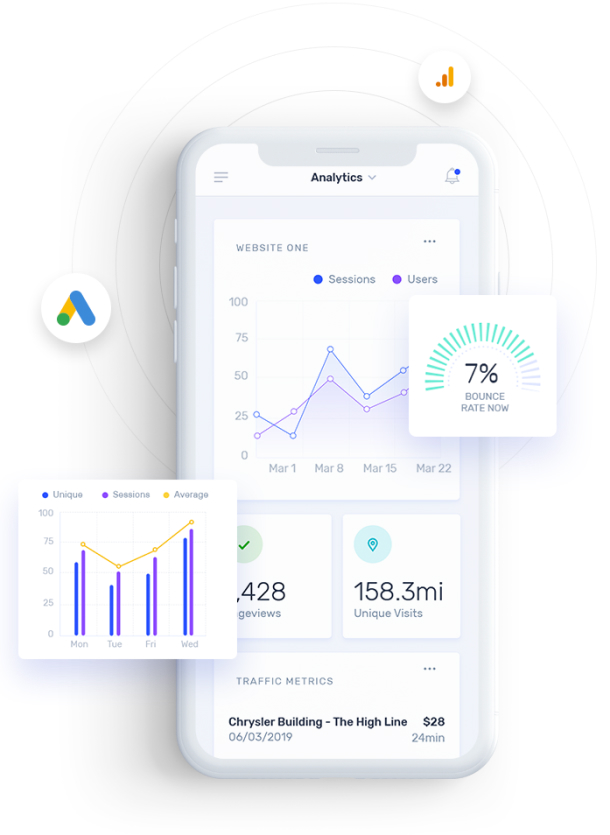 Analytics
WEBSITE ONE
Sessions Users
100
75
50
25
0
Mar 1 Mar 8 Mar 15 Mar 22
7%
BOUNCE
RATE NOW
Unique Sessions Average
100
75
50
25
0
Mon Tue Fri Wed
,428
geviews
158.3mi
Unique Visits
TRAFFIC METRICS
Chrysler Building - The High Line $28
06/03/2019 24min